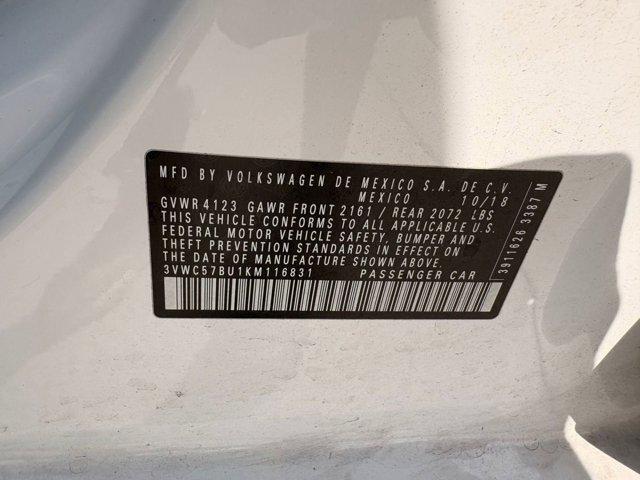 MFD BY VOLKSWAGEN DE MEXICO S.A. DE C.V.
MEXICO 10/18
GVWR 4123 GAWR FRONT 2161 / REAR 2072 LBS
THIS VEHICLE CONFORMS TO ALL APPLICABLE U.S.
FEDERAL MOTOR VEHICLE SAFETY, BUMPER AND
THEFT PREVENTION STANDARDS IN EFFECT ON
THE DATE OF MANUFACTURE SHOWN ABOVE.
3VWC57BU1KM116831 PASSENGER CAR
3911626 3387 M